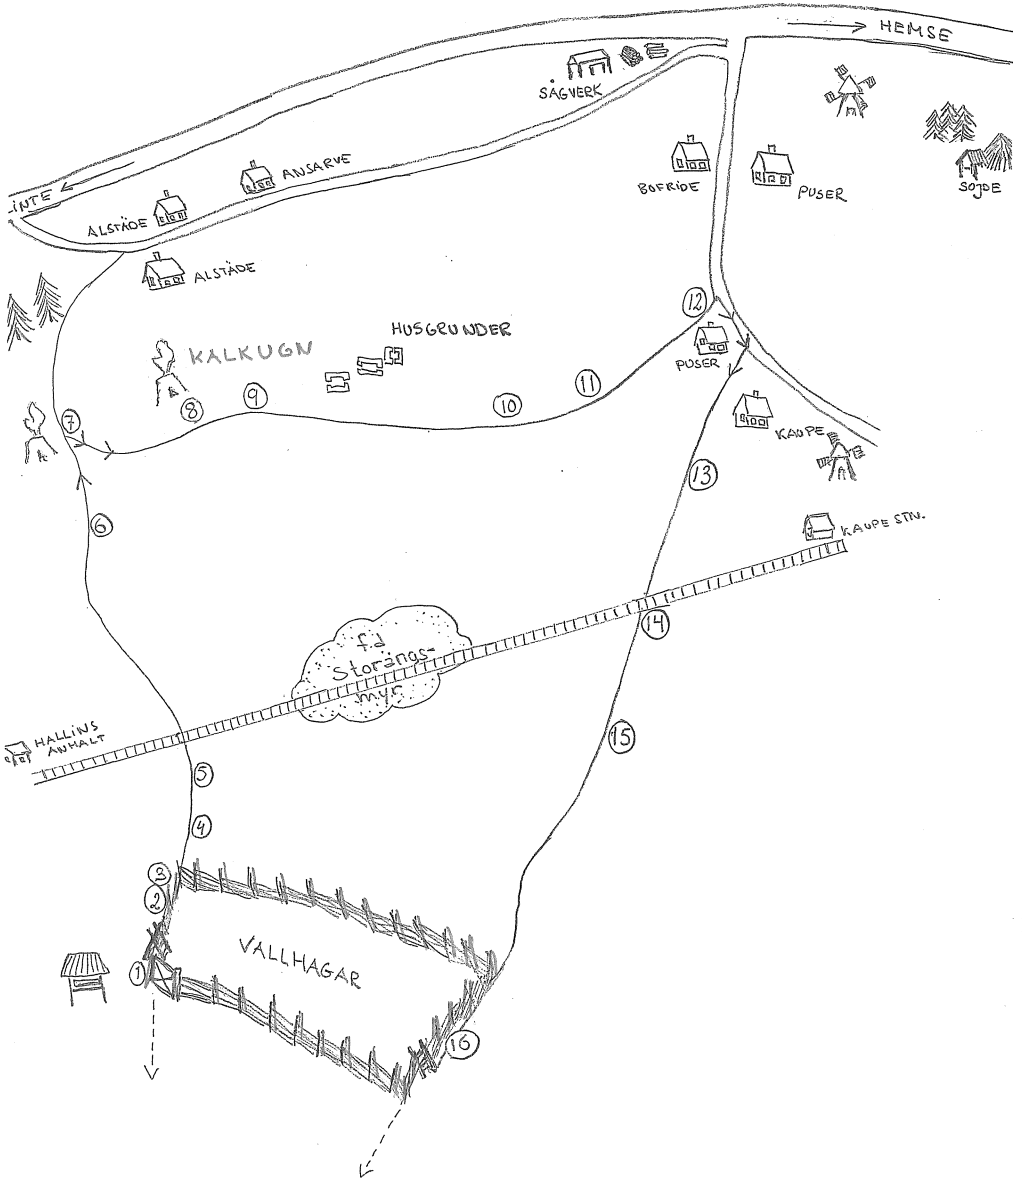 HEMSE
SÅGVERK
LINTE
ANSARVE
ALSTÄDE
BOFRIDE
PUSER
SOJDE
ALSTÄDE
12
HUSGRUNDER
KALKUGN
PUSER
7
8
9
10
11
KAUPE
13
6
KAUPE STN.
14
f.d
Storängs-
myr
HALLINS
ANHALT
15
5
4
3
2
VALLHAGAR
1
16